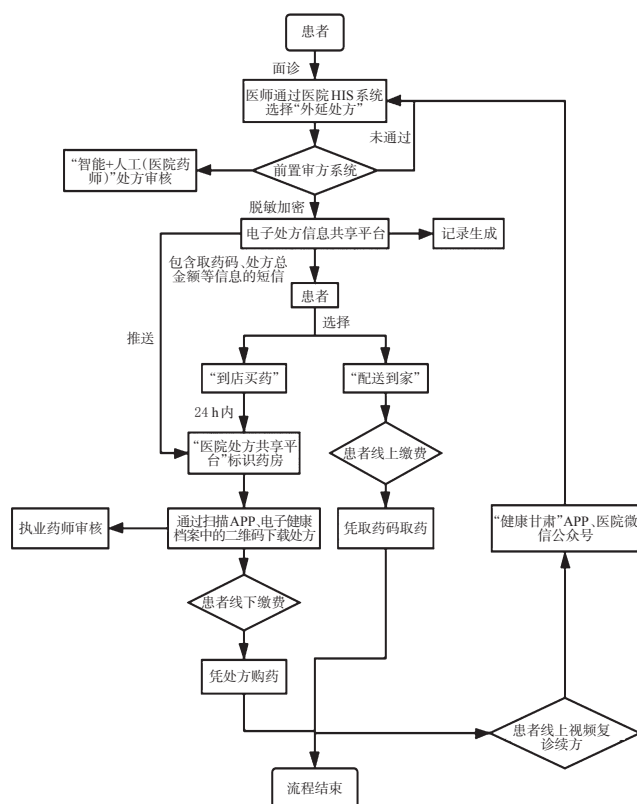 患者
面诊
医师通过医院HIS系统
选择“外延处方”
未通过
“智能+人工(医院药
师)”处方审核
前置审方系统
脱敏加密
电子处方信息共享平台
记录生成
包含取药码、处方总
金额等信息的短信
患者
推送
选择
“到店买药”
“配送到家”
24 h内
“医院处方共享平
台”标识药房
患者线上缴费
执业药师审核
通过扫描APP、电子健康
档案中的二维码下载处方
凭取药码取药
“健康甘肃”APP、医院微
信公众号
患者线下缴费
凭处方购药
患者线上视频复
诊续方
流程结束